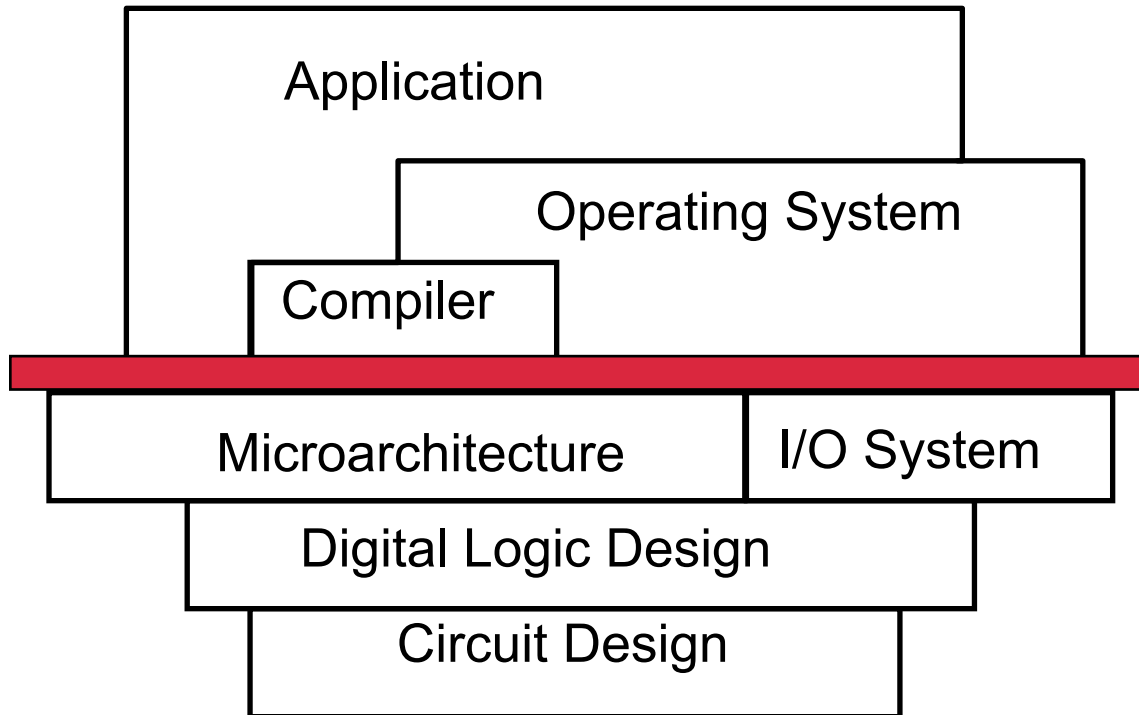 Application
Operating System
Compiler
Microarchitecture
I/O System
Digital Logic Design
Circuit Design